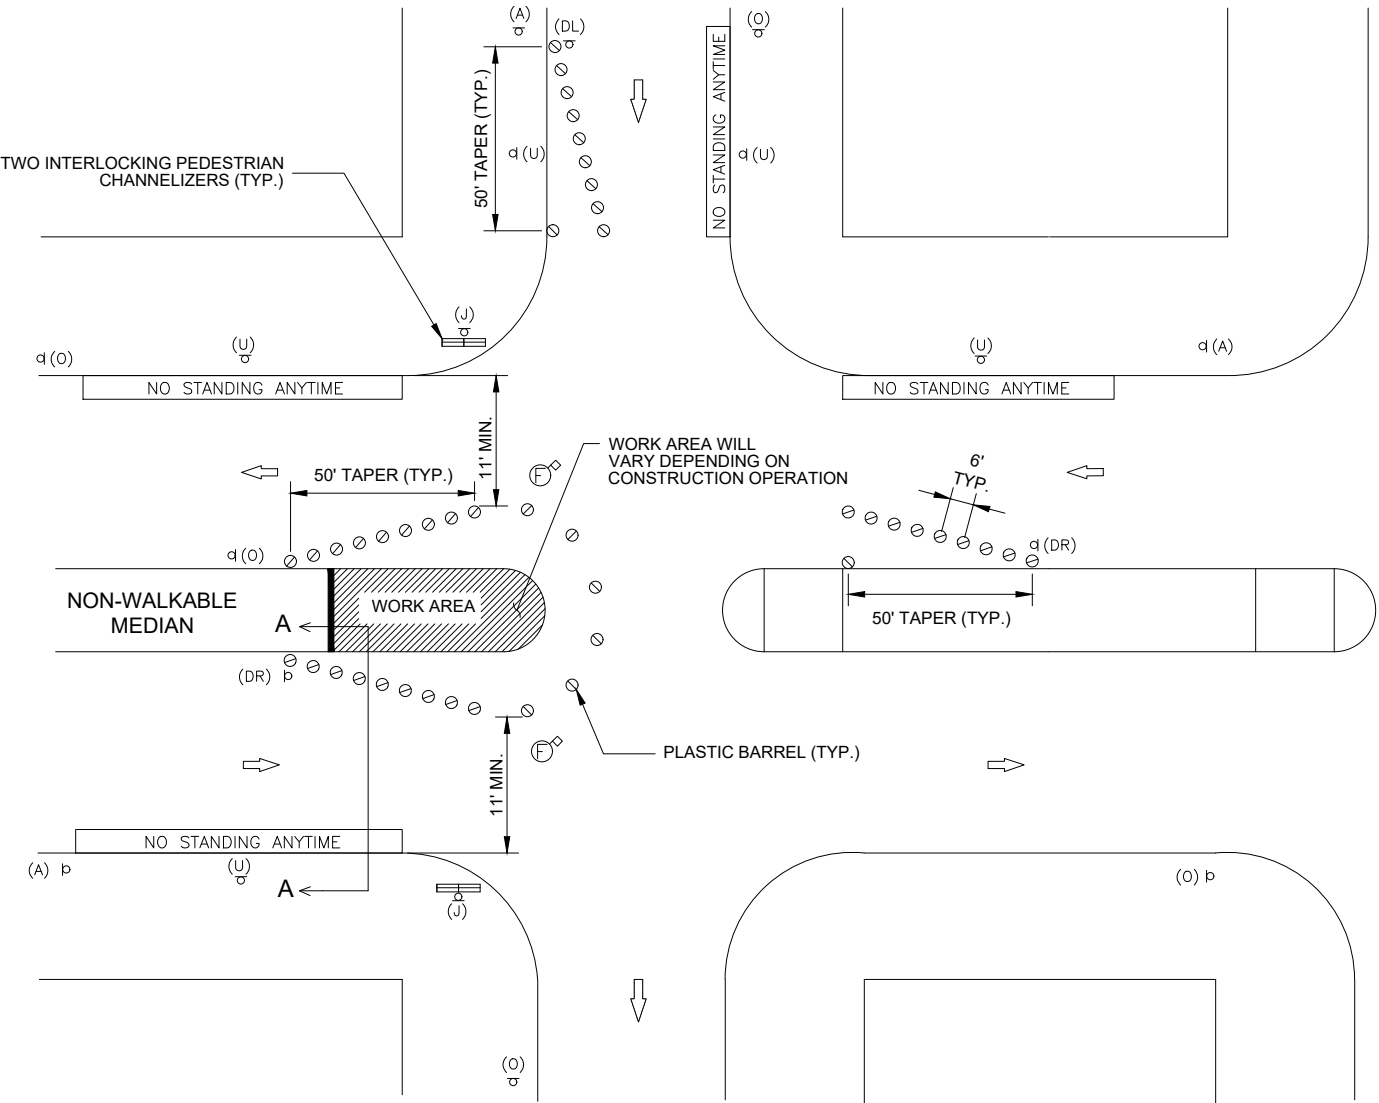 (A)
(DL)
(O)
50' TAPER (TYP.)
(U)
NO STANDING ANYTIME
(U)
TWO INTERLOCKING PEDESTRIAN
CHANNELIZERS (TYP.)
(J)
(O)
(U)
(U)
(A)
NO STANDING ANYTIME
NO STANDING ANYTIME
11' MIN.
WORK AREA WILL
VARY DEPENDING ON
CONSTRUCTION OPERATION
50' TAPER (TYP.)
F
6'
TYP.
(O)
(DR)
NON-WALKABLE
MEDIAN
A
WORK AREA
50' TAPER (TYP.)
(DR)
F
PLASTIC BARREL (TYP.)
11' MIN.
NO STANDING ANYTIME
(A)
(U)
A
(J)
(O)
(O)